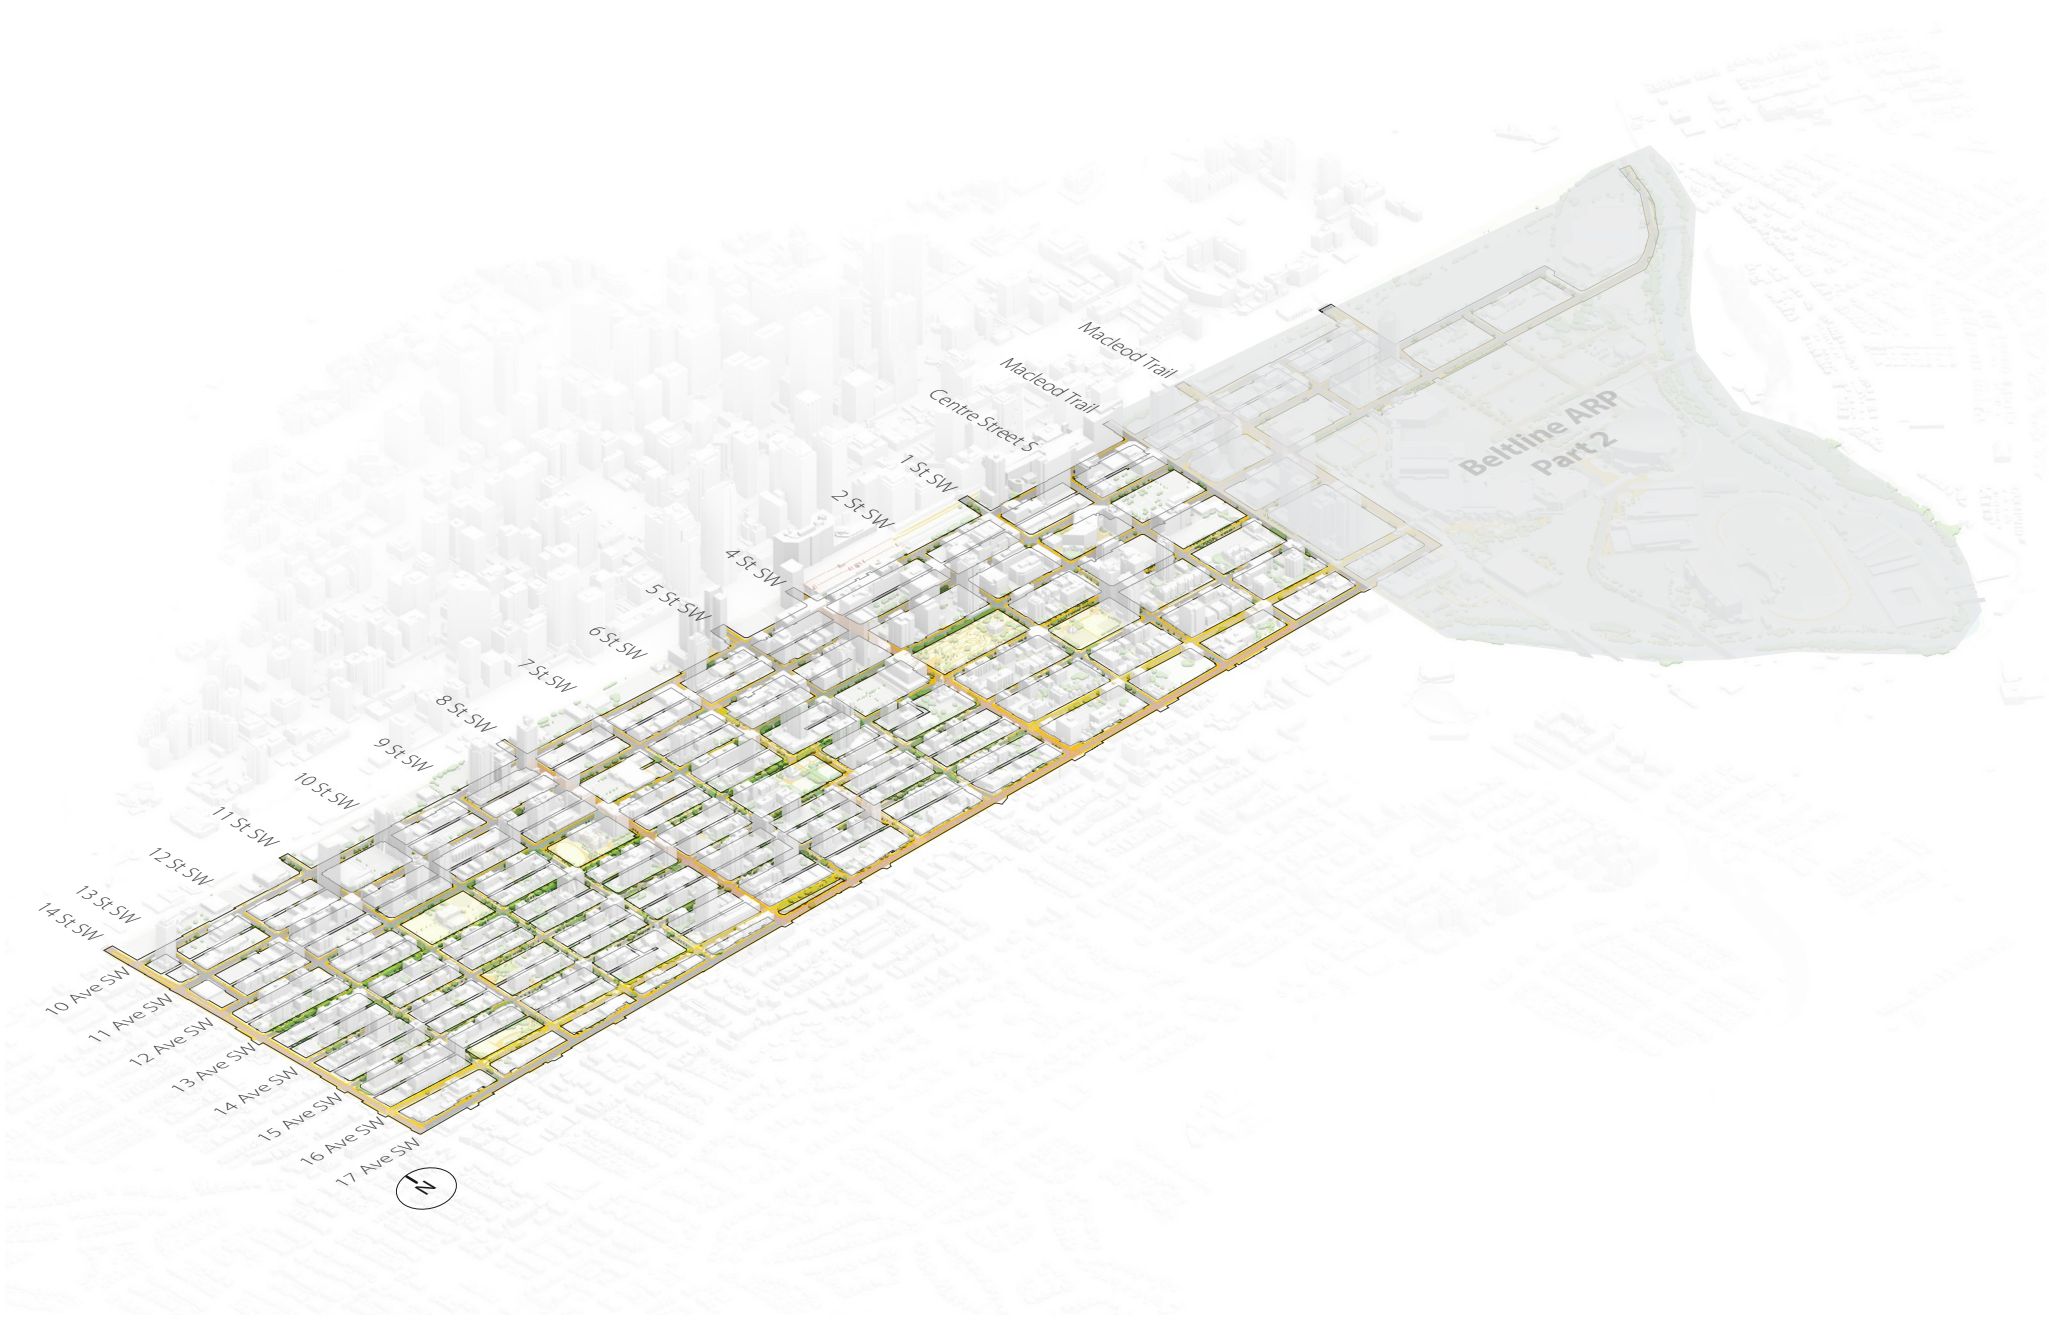 Macleod Trail
Macleod Trail
Centre Street S
1 St SW
2 St SW
4 St SW
5 St SW
6 St SW
7 St SW
8 St SW
9 St SW
10 St SW
11 St SW
12 St SW
13 St SW
14 St SW
10 Ave SW
11 Ave SW
12 Ave SW
13 Ave SW
14 Ave SW
15 Ave SW
16 Ave SW
17 Ave SW
Beltline ARP
Part 2
N